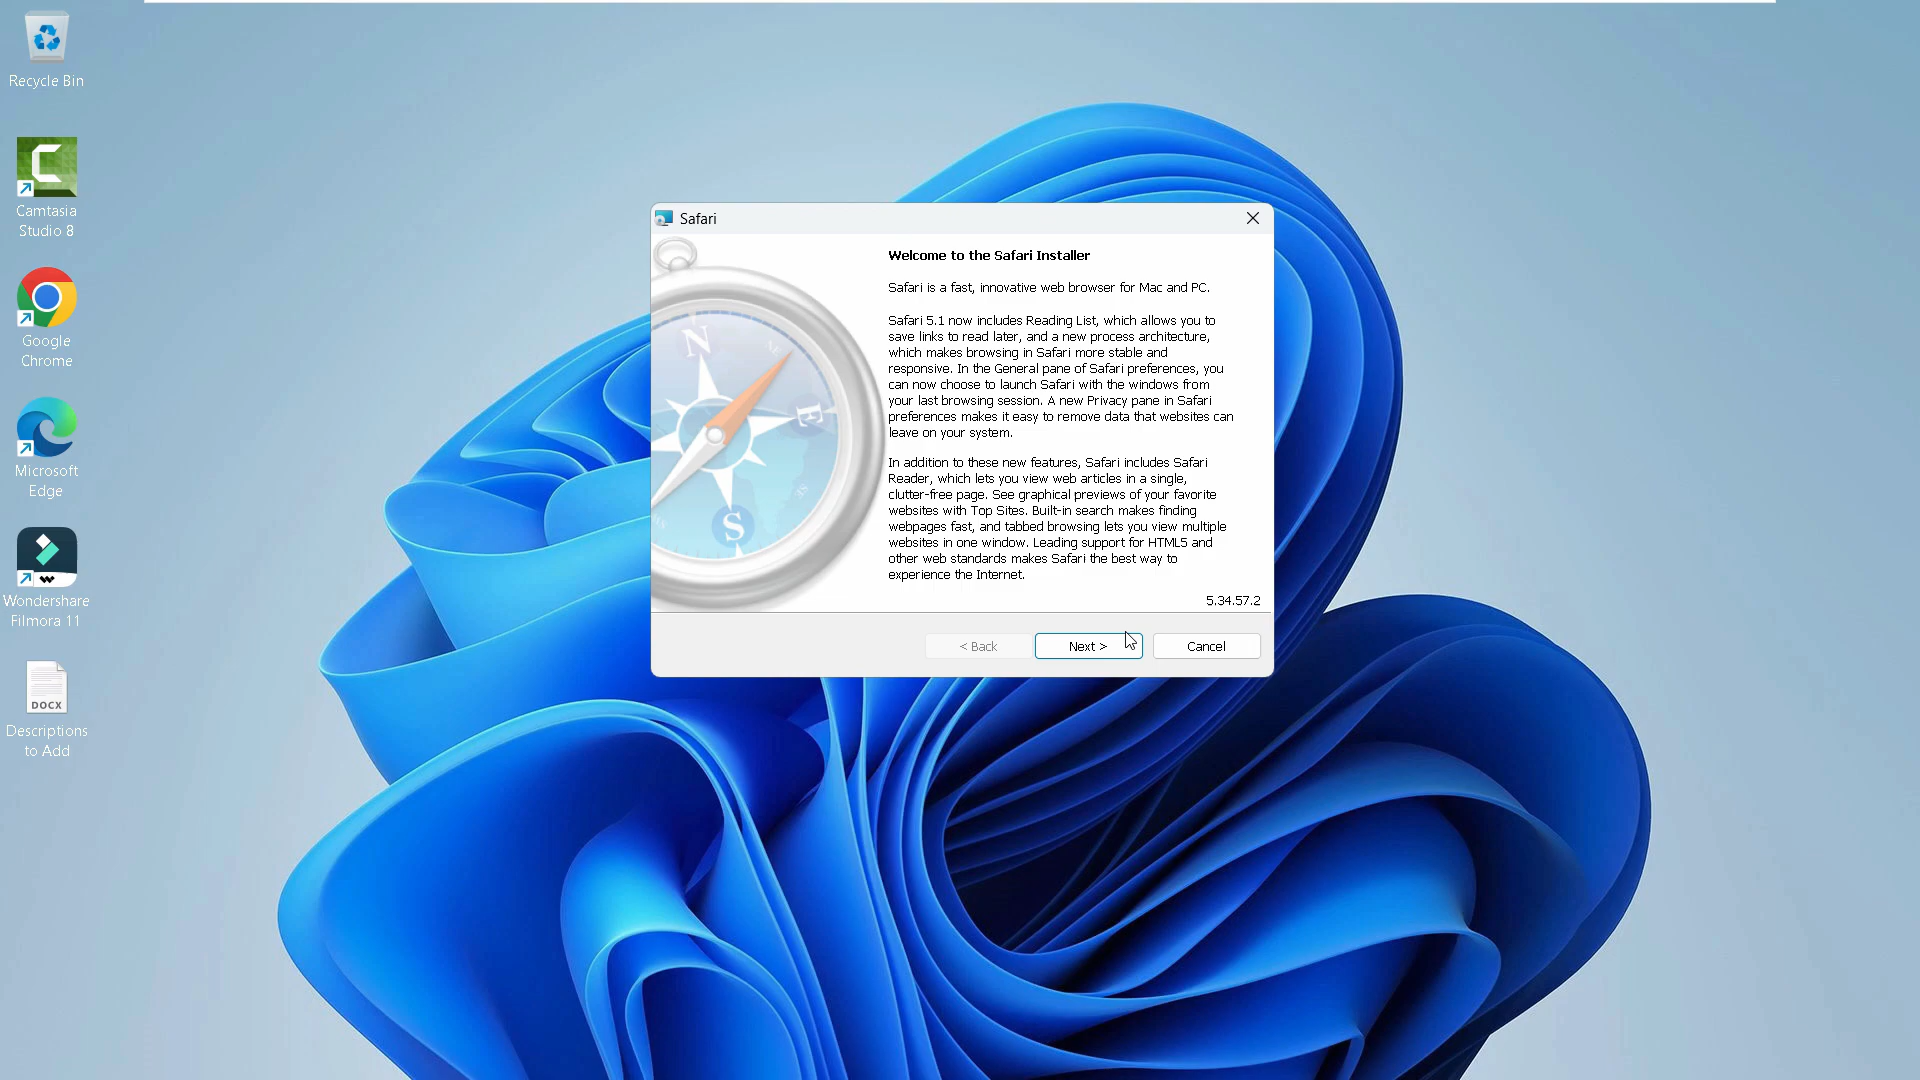 Recycle Bin
Camtasia
Studio 8
Google
Chrome
Microsoft
Edge
Wondershare
Filmora 11
DOCX
Descriptions
to Add
Safari
N
E
S
Welcome to the Safari Installer
Safari is a fast, innovative web browser for Mac and PC.
Safari 5.1 now includes Reading List, which allows you to
save links to read later, and a new process architecture,
which makes browsing in Safari more stable and
responsive. In the General pane of Safari preferences, you
can now choose to launch Safari with the windows from
your last browsing session. A new Privacy pane in Safari
preferences makes it easy to remove data that websites can
leave on your system.
In addition to these new features, Safari includes Safari
Reader, which lets you view web articles in a single,
clutter-free page. See graphical previews of your favorite
websites with Top Sites. Built-in search makes finding
webpages fast, and tabbed browsing lets you view multiple
websites in one window. Leading support for HTML5 and
other web standards makes Safari the best way to
experience the Internet.
5.34.57.2
< Back
Next >
Cancel